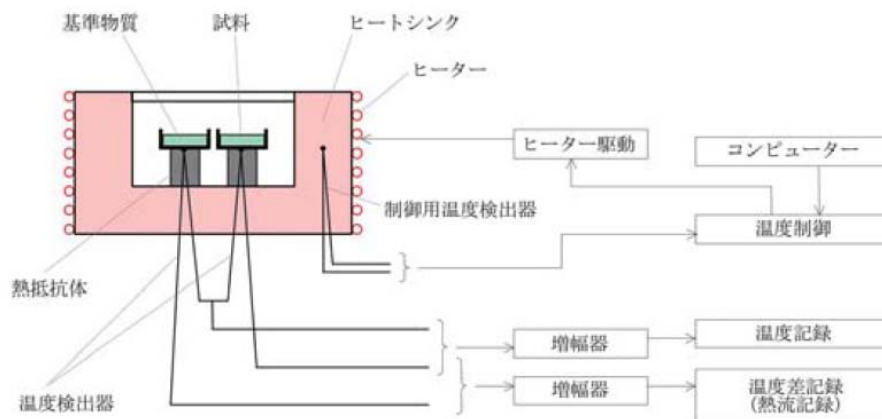 基準物質
試料
ヒートシンク
ヒーター
ヒーター駆動
コンピューター
制御用温度検出器
温度制御
熱抵抗体
増幅器
温度記録
温度検出器
増幅器
温度差記録
(熱流記録)